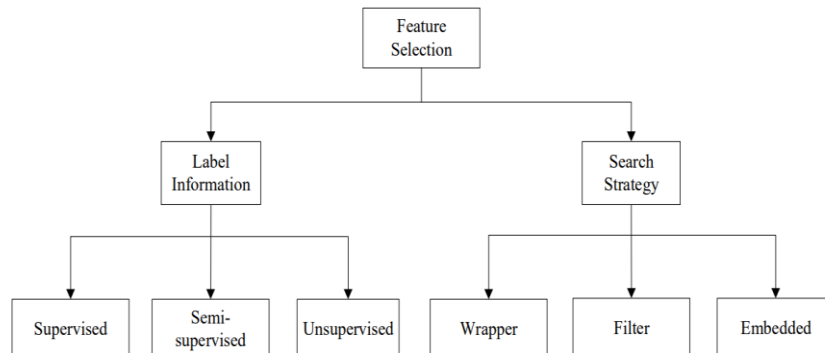 Feature
Selection
Label
Information
Search
Strategy
Supervised
Semi-
supervised
Unsupervised
Wrapper
Filter
Embedded